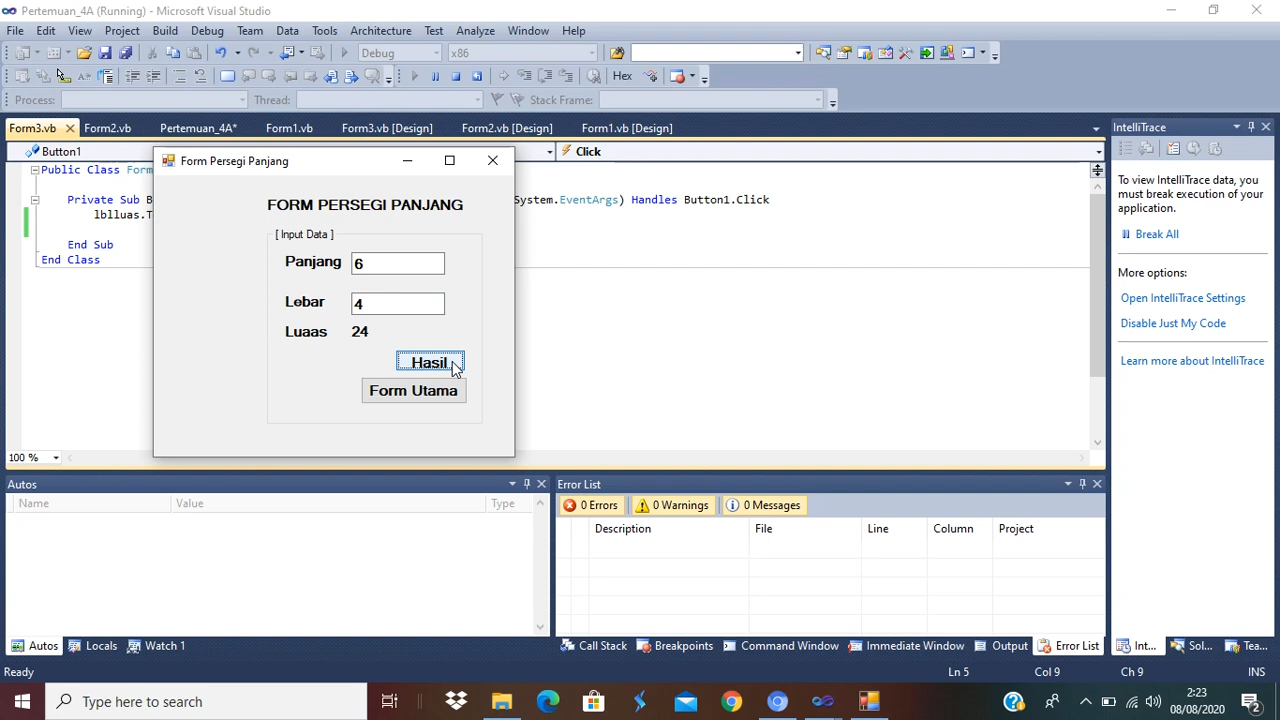 Pertemuan_4A (Running) - Microsoft Visual Studio
File Edit View Project Build Debug Team Data Tools Architecture Test Analyze Window Help
Debug x86
Hex
Process: Thread: Stack Frame:
Form3.vb Form2.vb Pertemuan_4A* Form1.vb Form3.vb [Design] Form2.vb [Design] Form1.vb [Design]
Button1 Click
Public Class Form
Private Sub B System.EventArgs) Handles Button1.Click
lblluas.T
End Sub
End Class
100 %
Form Persegi Panjang
FORM PERSEGI PANJANG
[ Input Data ]
Panjang 6
Lebar 4
Luaas 24
Hasil
Form Utama
IntelliTrace
To view IntelliTrace data, you
must break execution of your
application.
Break All
More options:
Open IntelliTrace Settings
Disable Just My Code
Learn more about IntelliTrace
Autos
Name Value Type
Error List
0 Errors 0 Warnings 0 Messages
Description File Line Column Project
Autos Locals Watch 1
Call Stack Breakpoints Command Window Immediate Window Output Error List
Int... Sol... Tea...
Ready Ln 5 Col 9 Ch 9 INS
Type here to search
2:23
08/08/2020
2